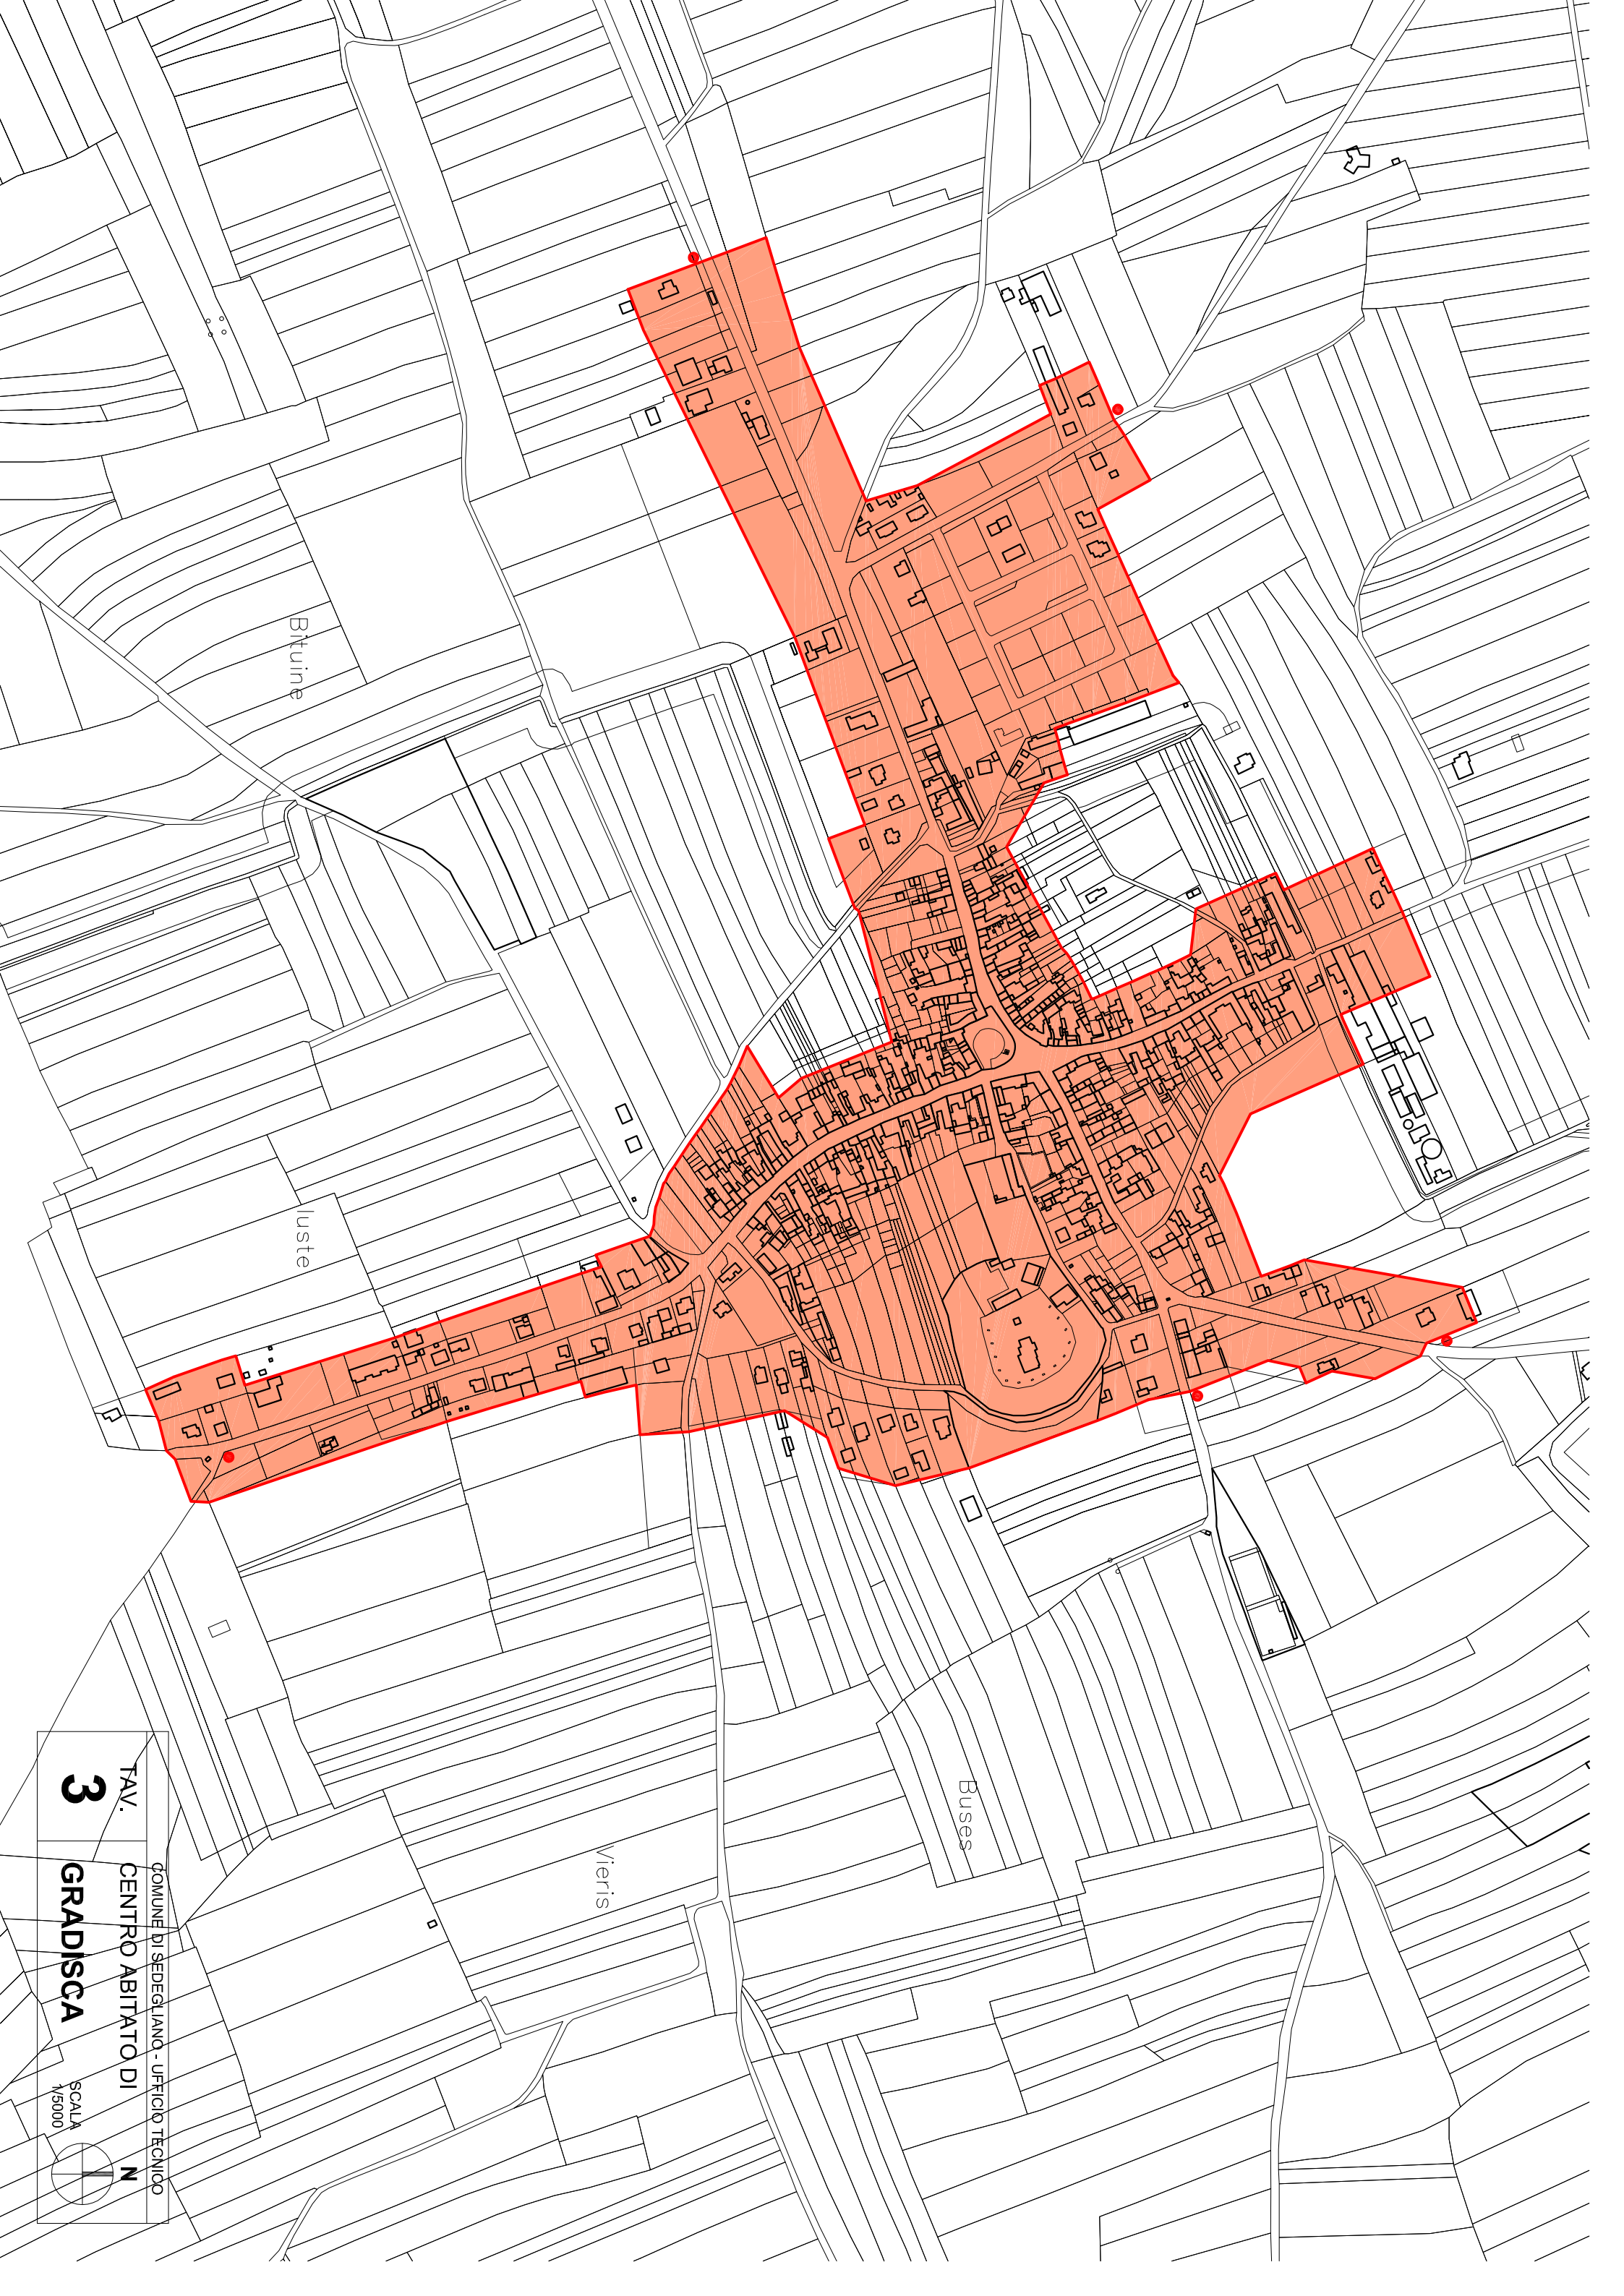 Bituine
Iuste
Buses
Vieris
COMUNE DI SEDEGLIANO - UFFICIO TECNICO
TAV.
3
CENTRO ABITATO DI
GRADISCA
SCALA
1/5000
N